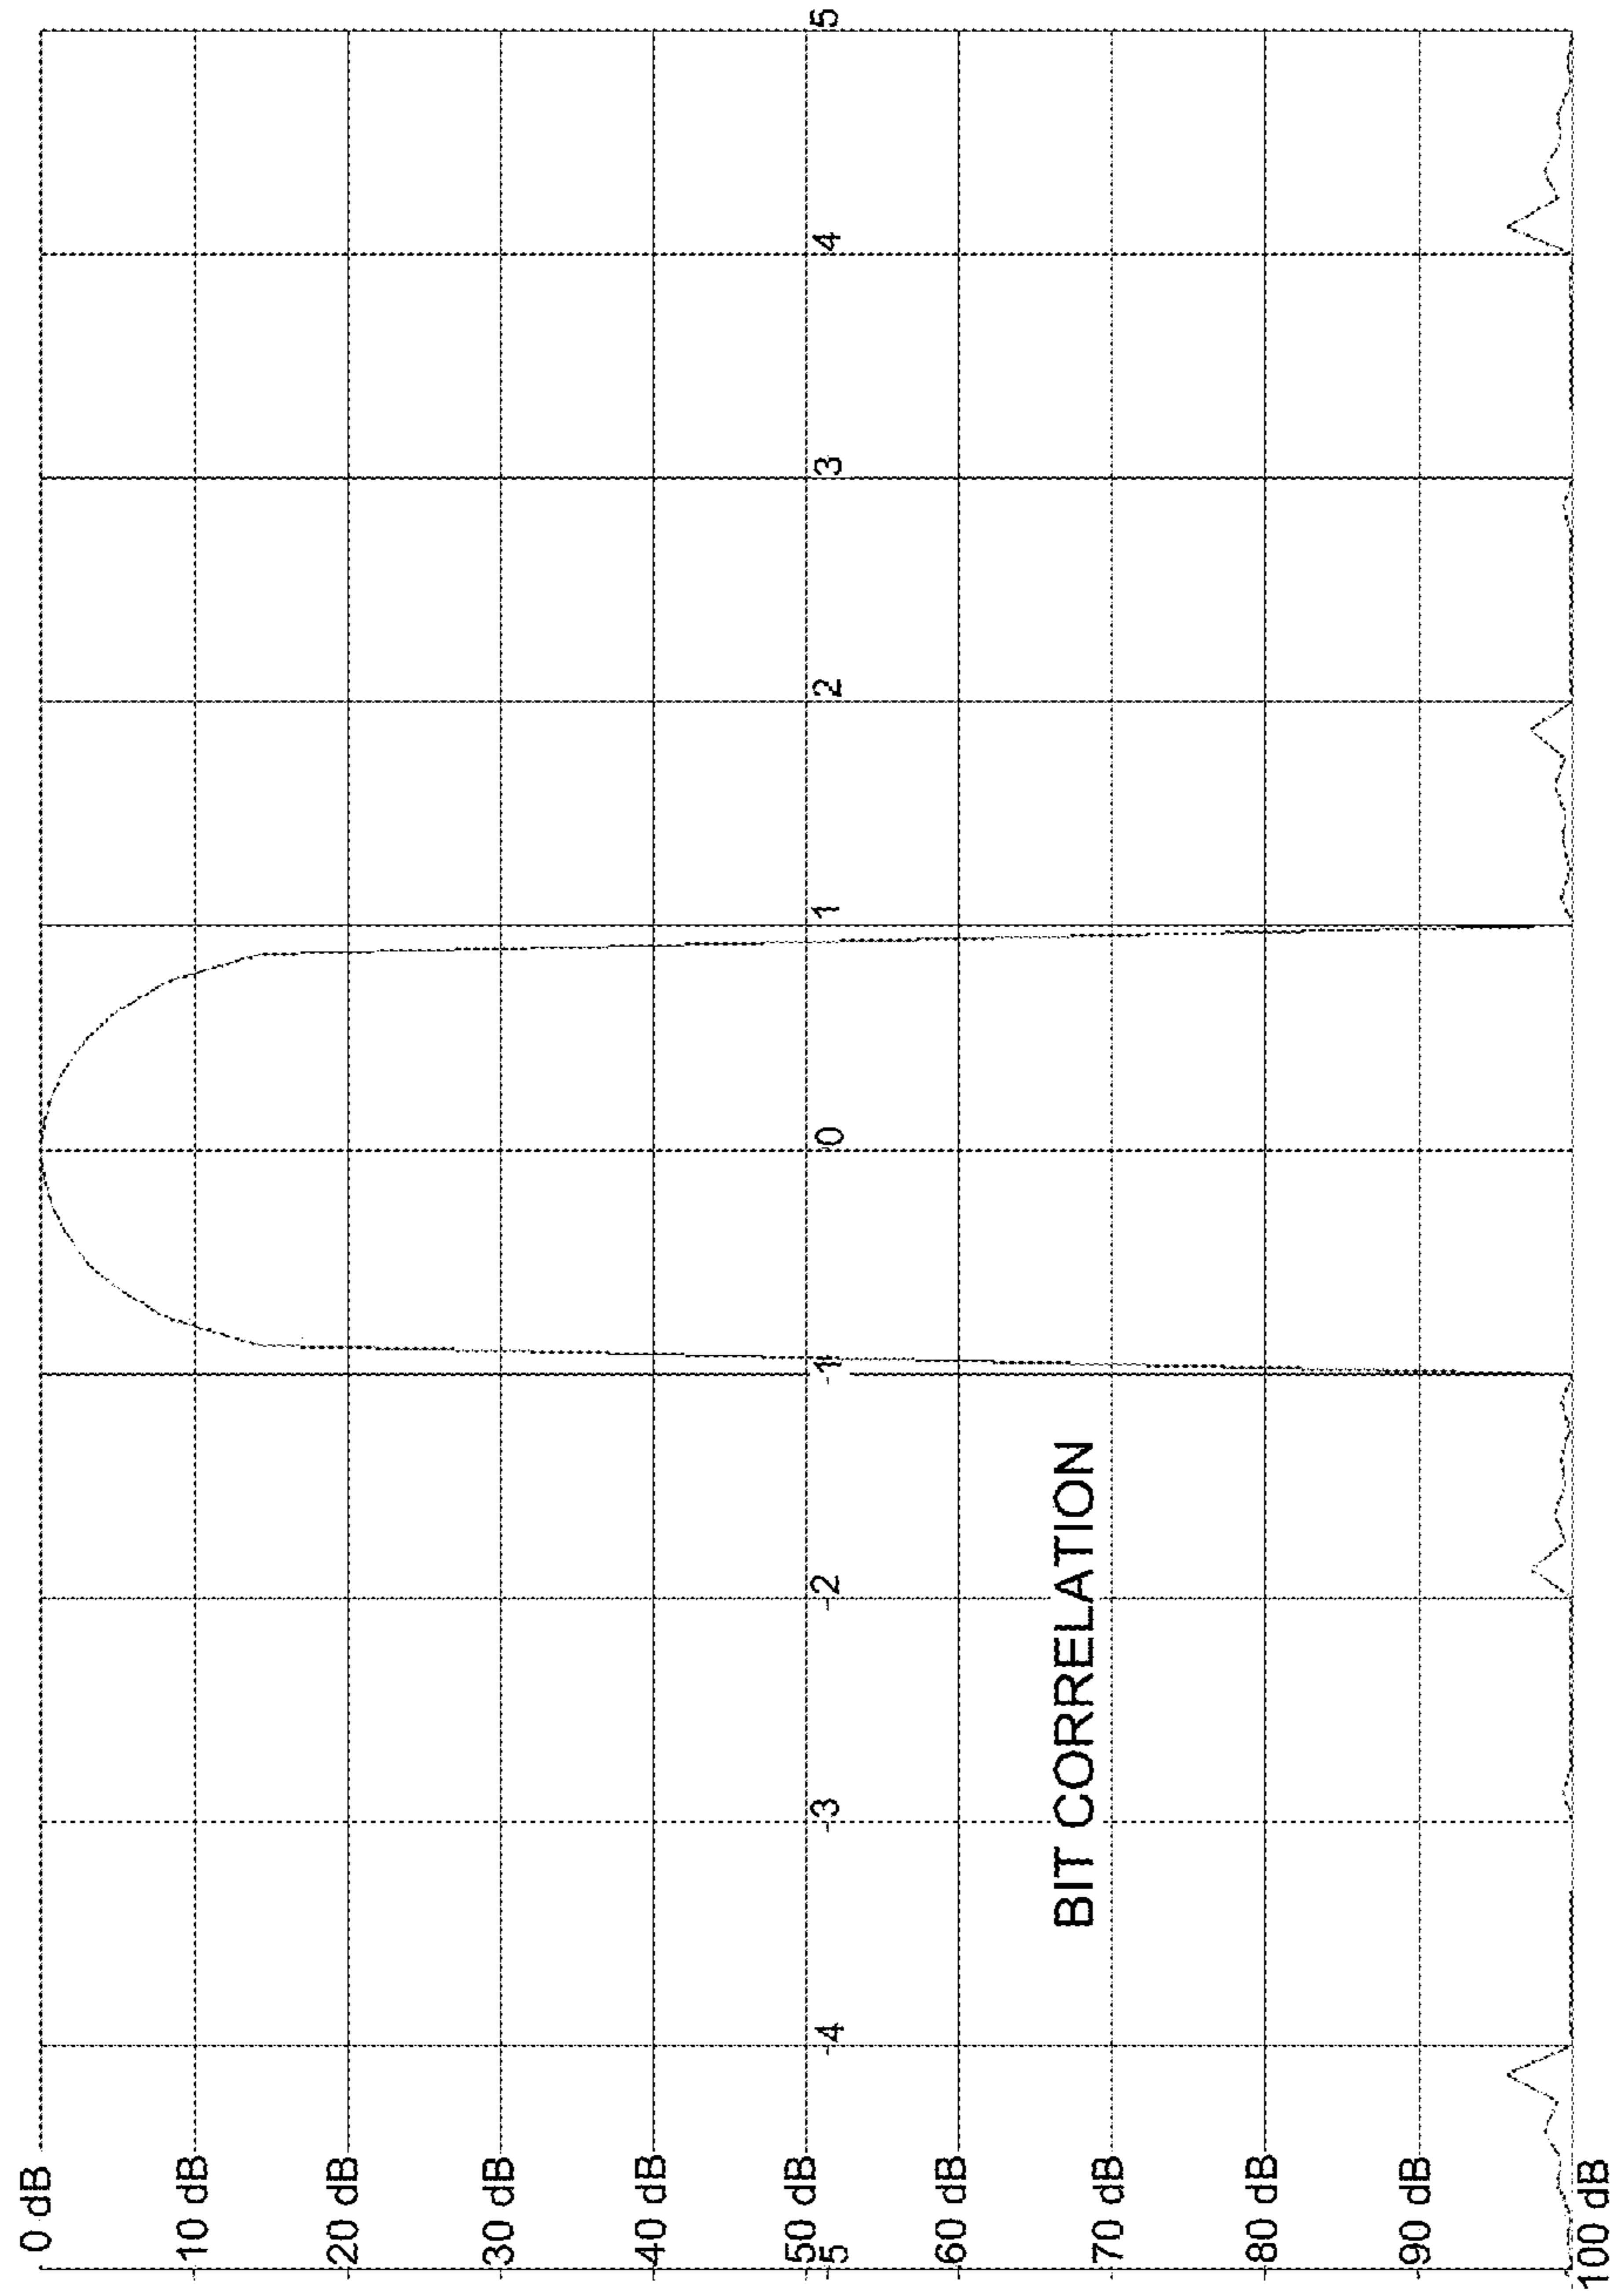 0 dB
-10 dB
-20 dB
-30 dB
-40 dB
-50 dB
-5 -4 -3 -2 -1 0 1 2 3 4 5
-60 dB
BIT CORRELATION
-70 dB
-80 dB
-90 dB
100 dB